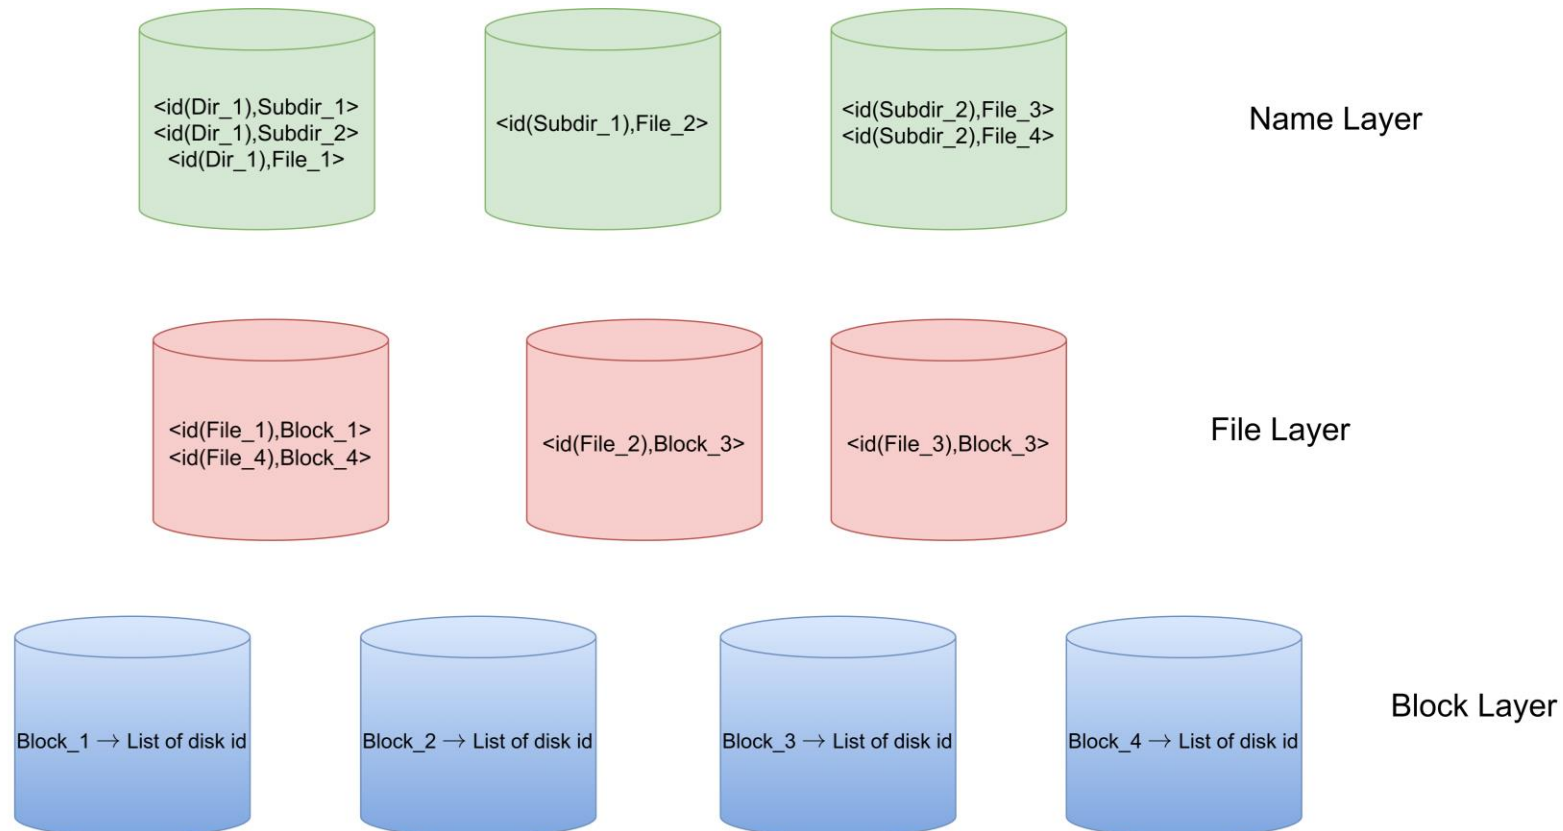 <id(Dir_1),Subdir_1>
<id(Dir_1),Subdir_2>
<id(Dir_1),File_1>
<id(Subdir_1),File_2>
<id(Subdir_2),File_3>
<id(Subdir_2),File_4>
Name Layer
<id(File_1),Block_1>
<id(File_4),Block_4>
<id(File_2),Block_3>
<id(File_3),Block_3>
File Layer
Block_1 → List of disk id
Block_2 → List of disk id
Block_3 → List of disk id
Block_4 → List of disk id
Block Layer